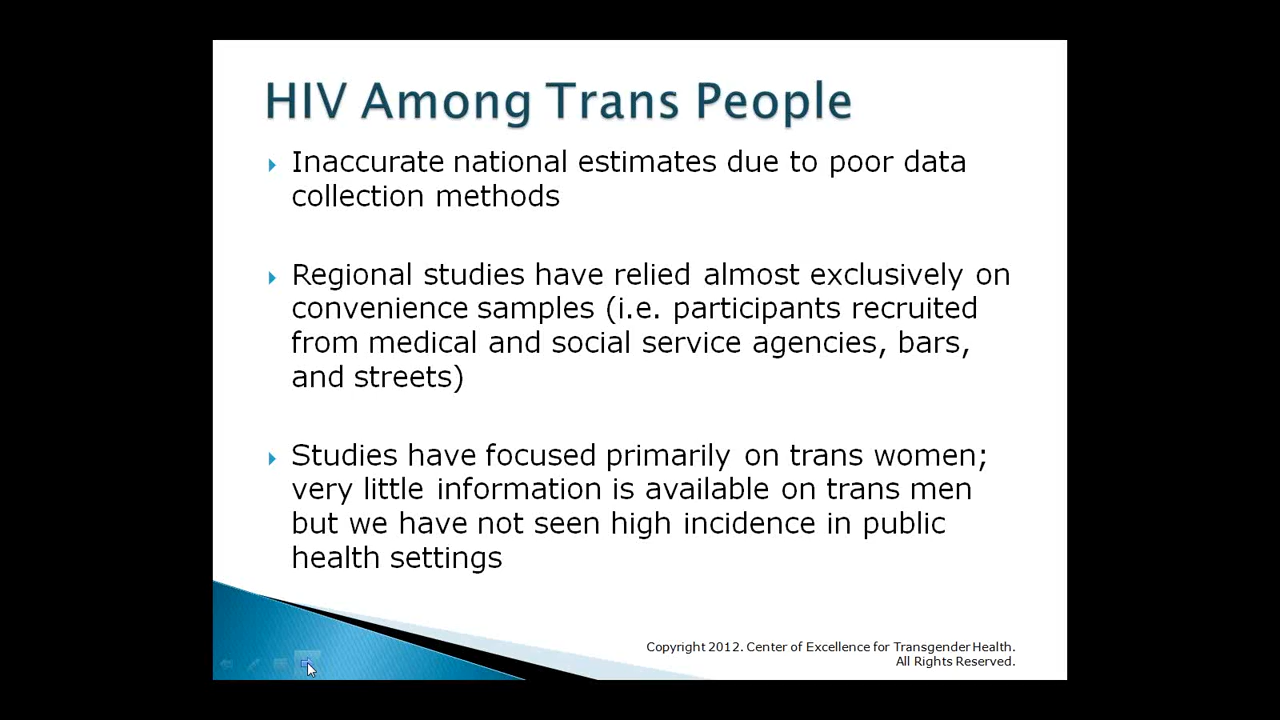 HIV Among Trans People
Inaccurate national estimates due to poor data
collection methods
Regional studies have relied almost exclusively on
convenience samples (i.e. participants recruited
from medical and social service agencies, bars,
and streets)
Studies have focused primarily on trans women;
very little information is available on trans men
but we have not seen high incidence in public
health settings
Copyright 2012. Center of Excellence for Transgender Health.
All Rights Reserved.